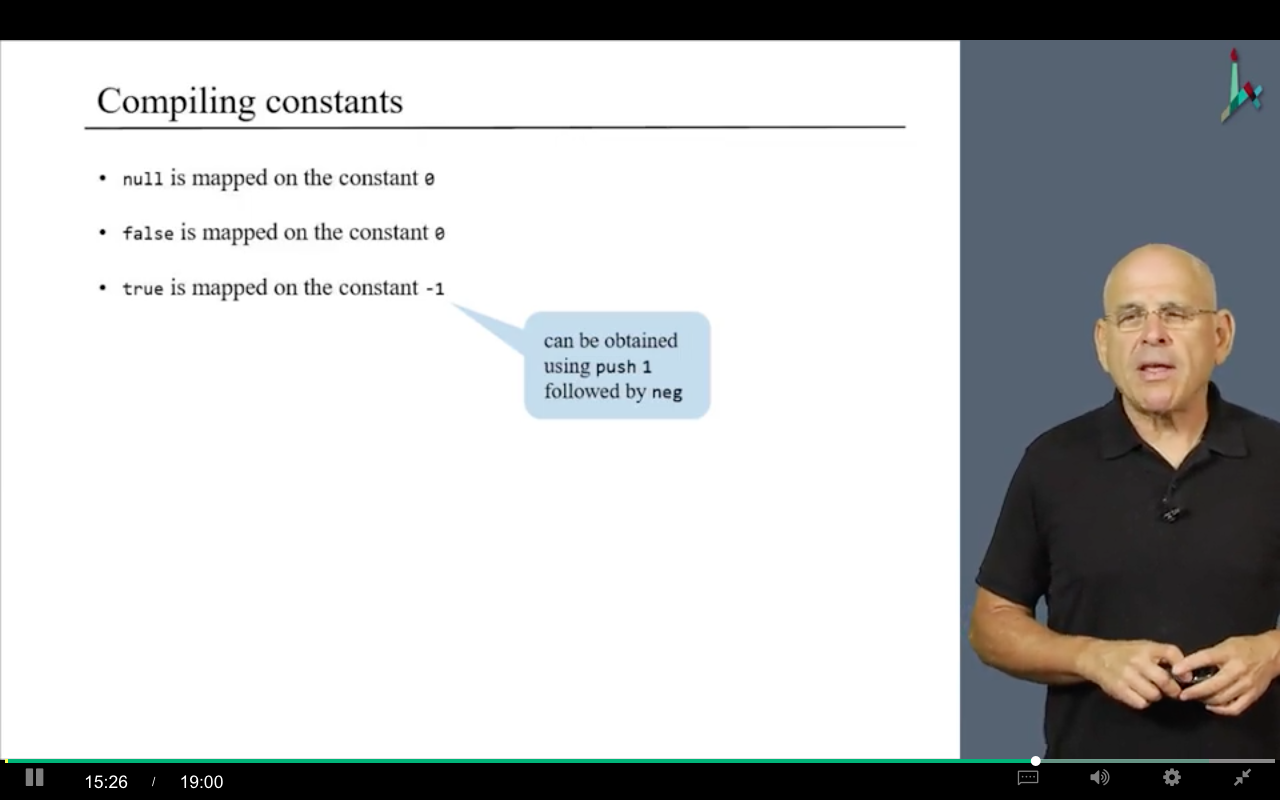 Compiling constants
• null is mapped on the constant 0
• false is mapped on the constant 0
• true is mapped on the constant -1
can be obtained
using push 1
followed by neg
15:26 / 19:00